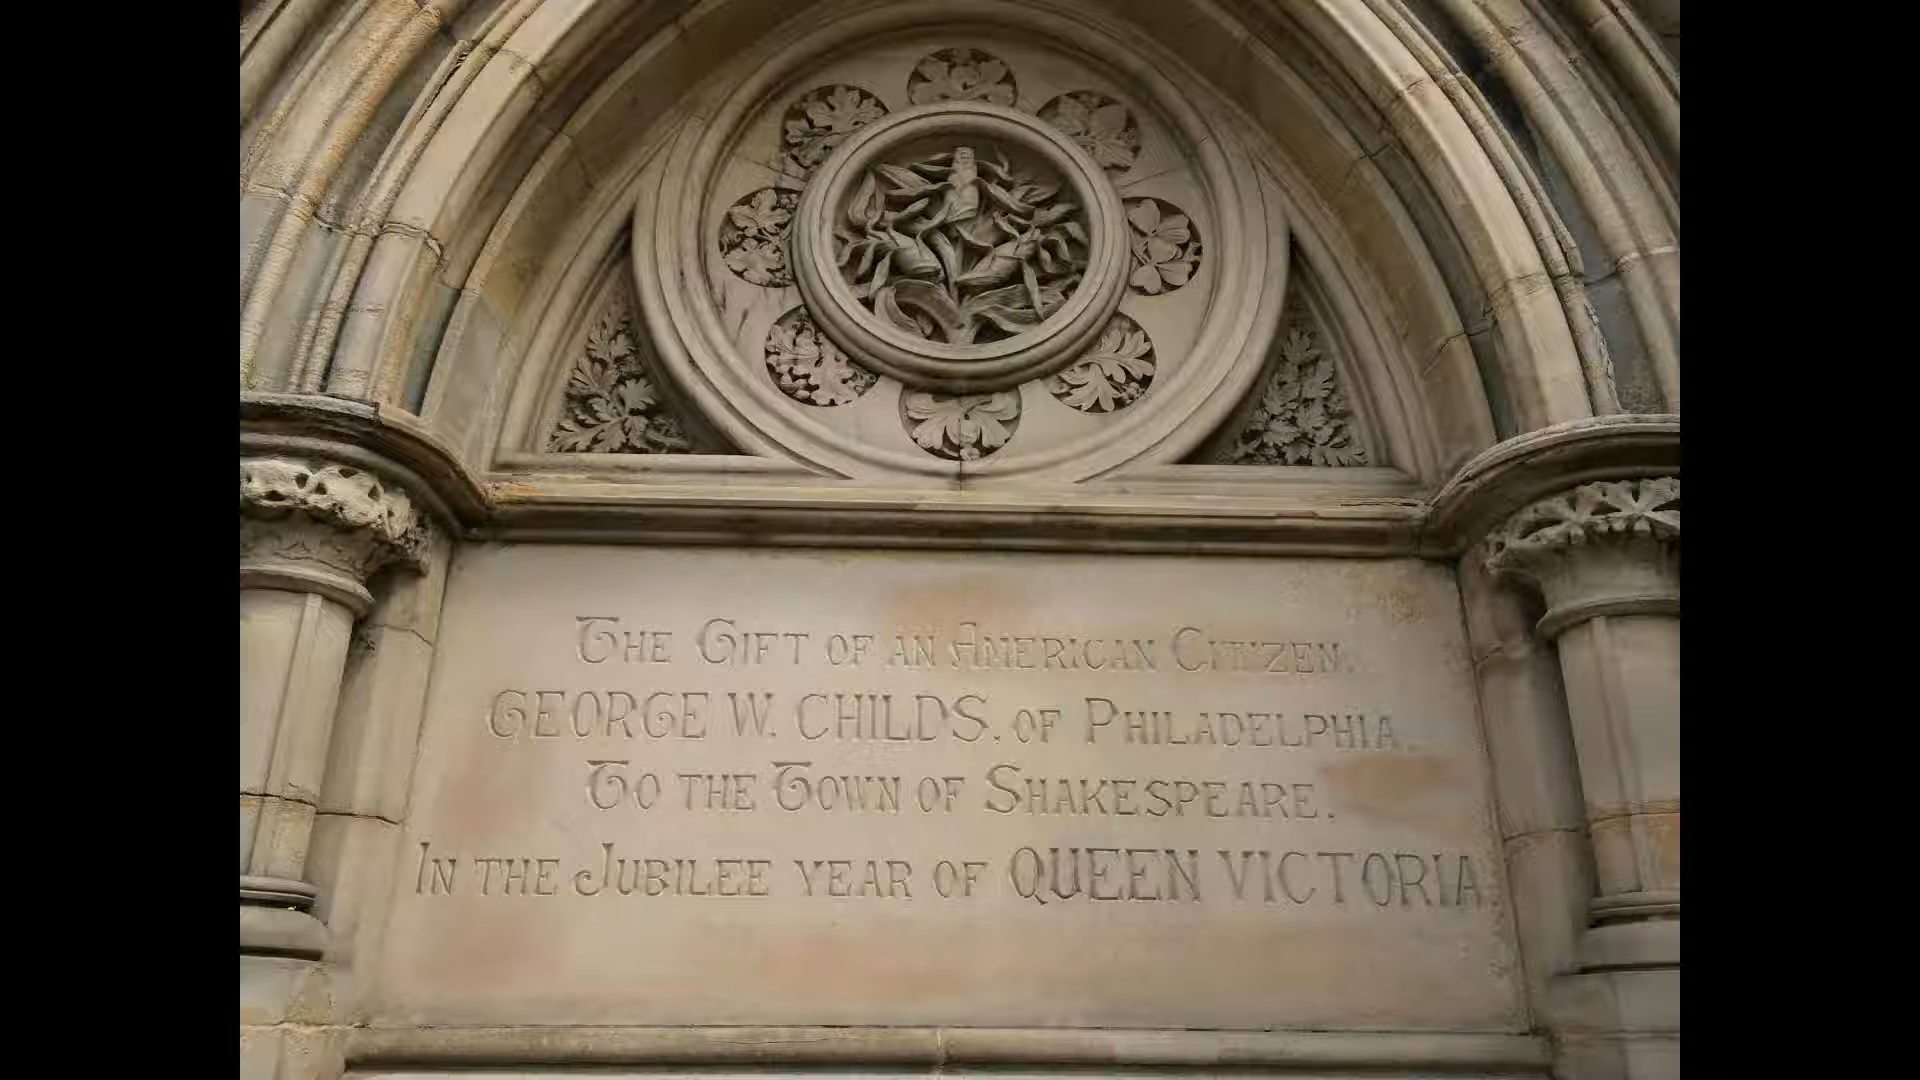 The Gift of an American Citizen.
GEORGE W. CHILDS. of Philadelphia.
To the Town of Shakespeare.
In the Jubilee year of QUEEN VICTORIA.